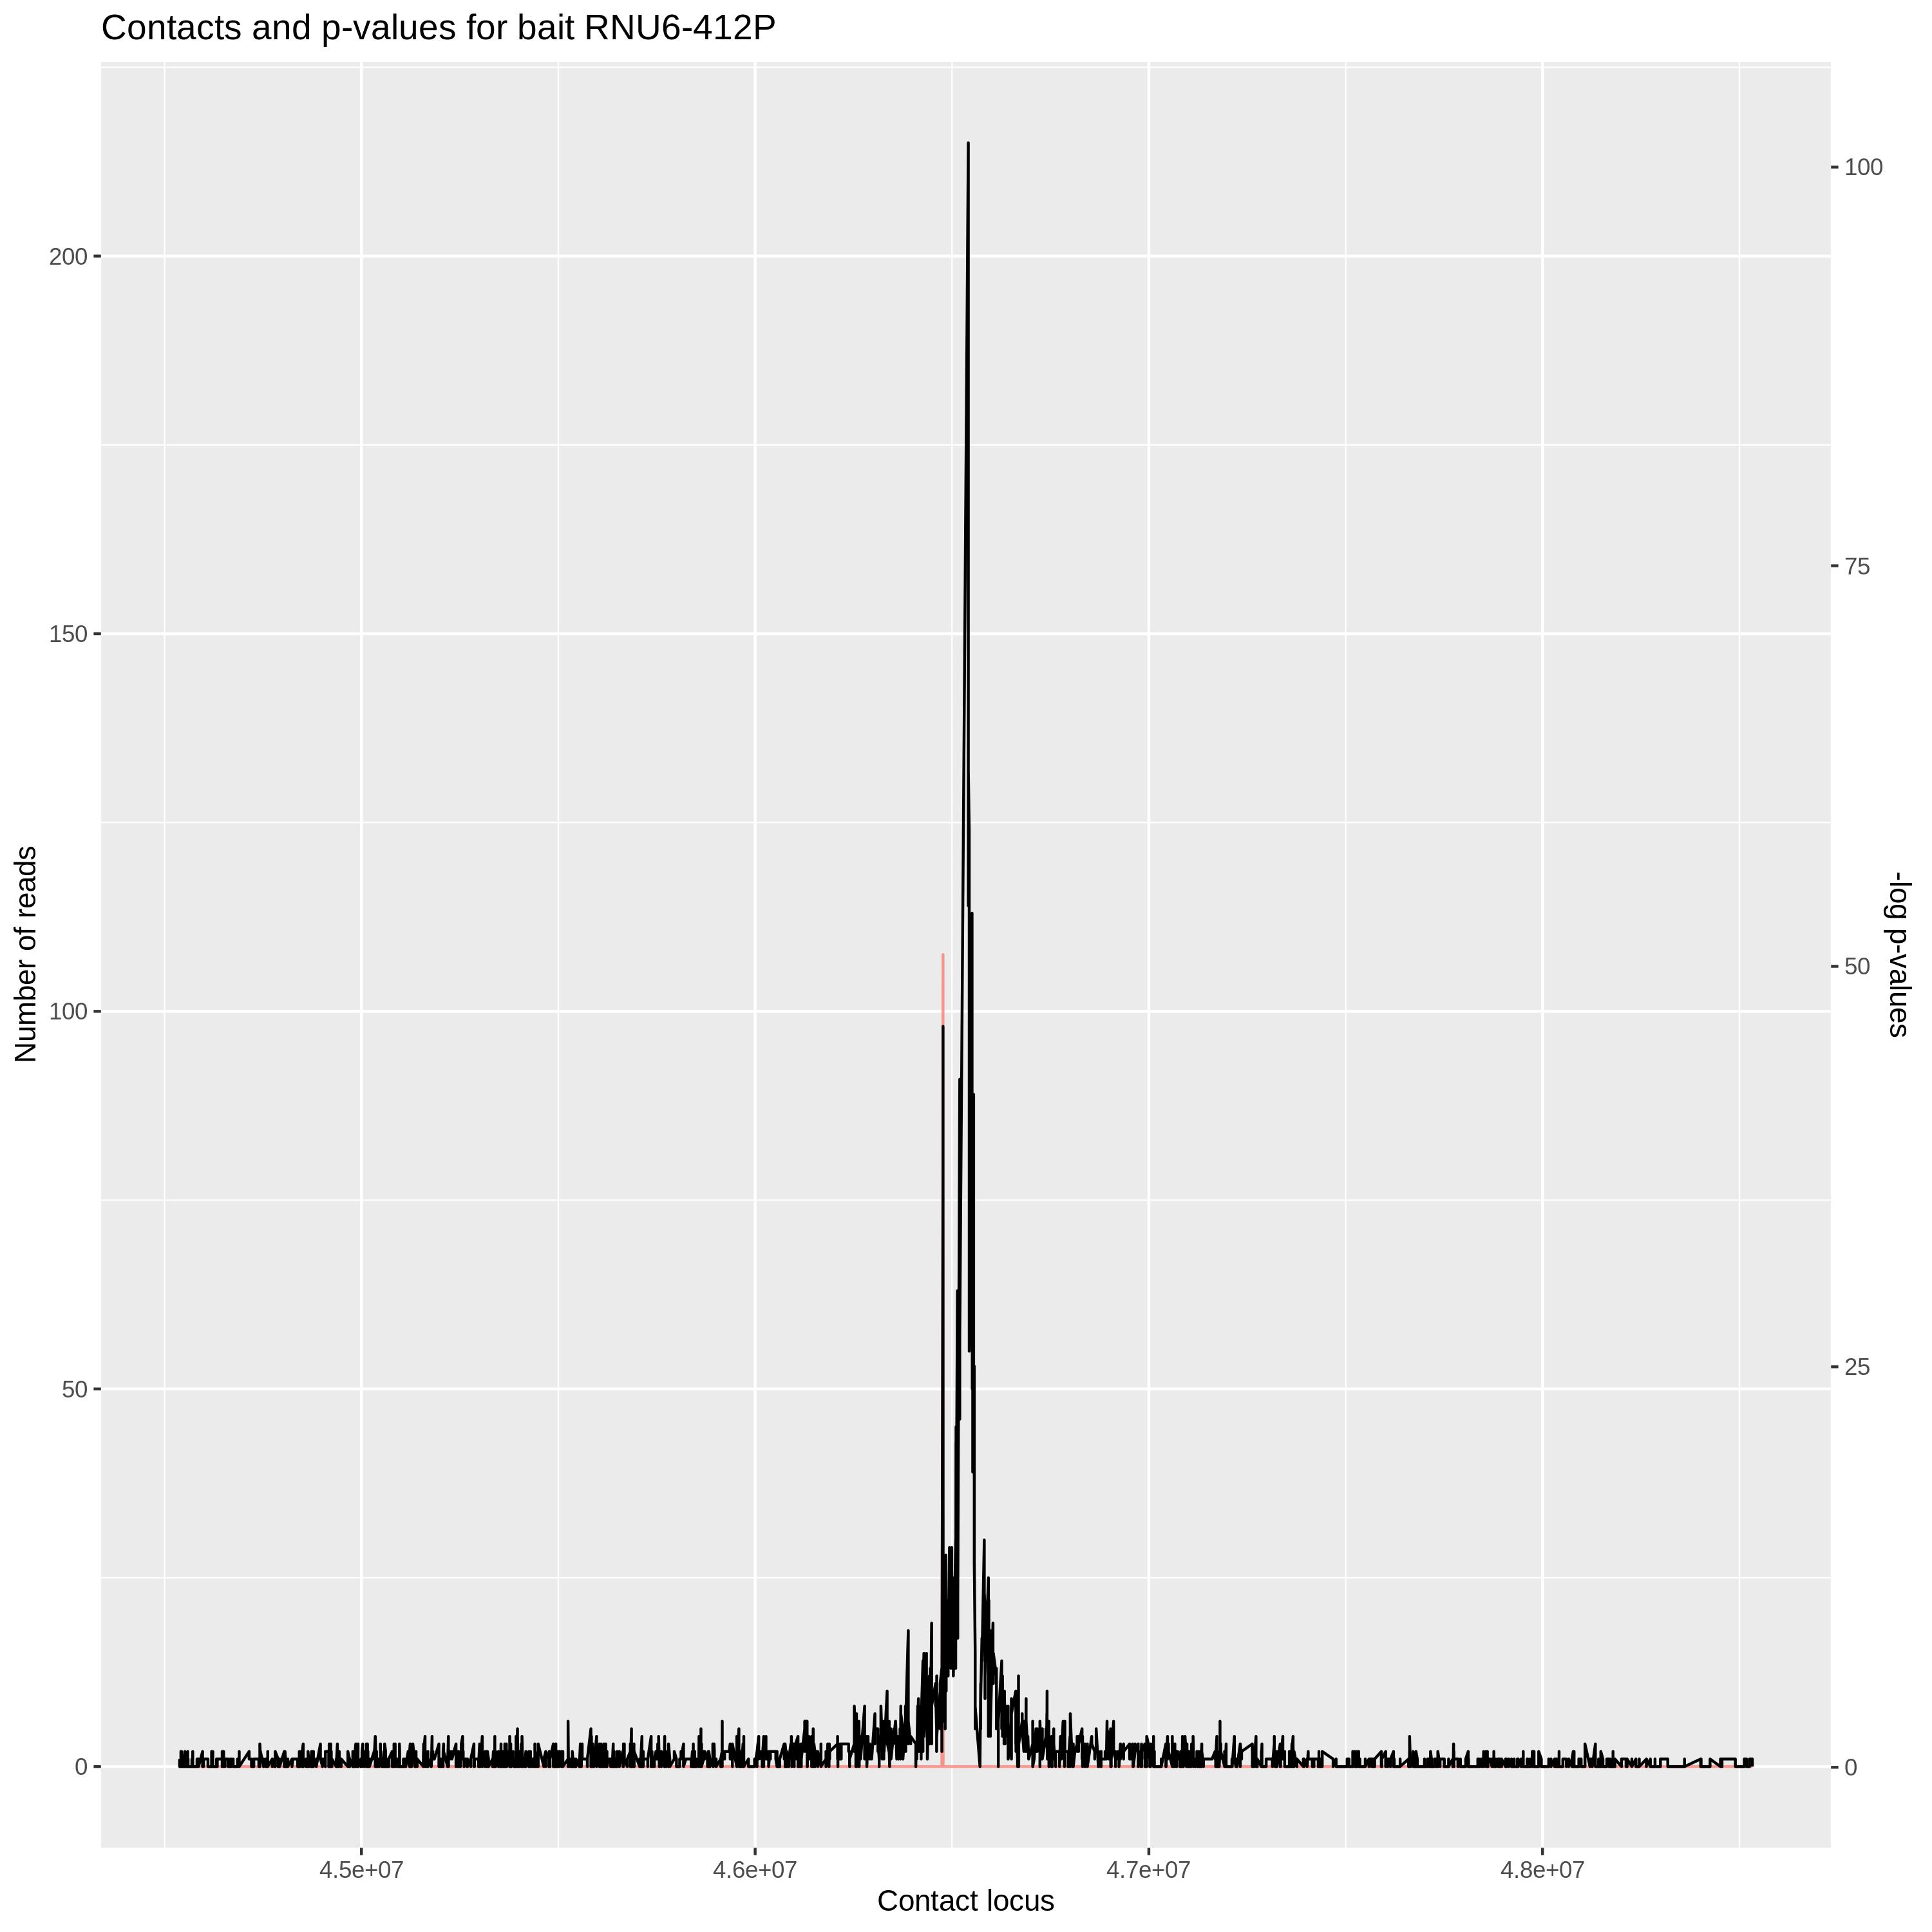 Contacts and p-values for bait RNU6-412P
200
150
100
50
0
Number of reads
100
75
50
25
0
-log p-values
4.5e+07
4.6e+07
4.7e+07
4.8e+07
Contact locus